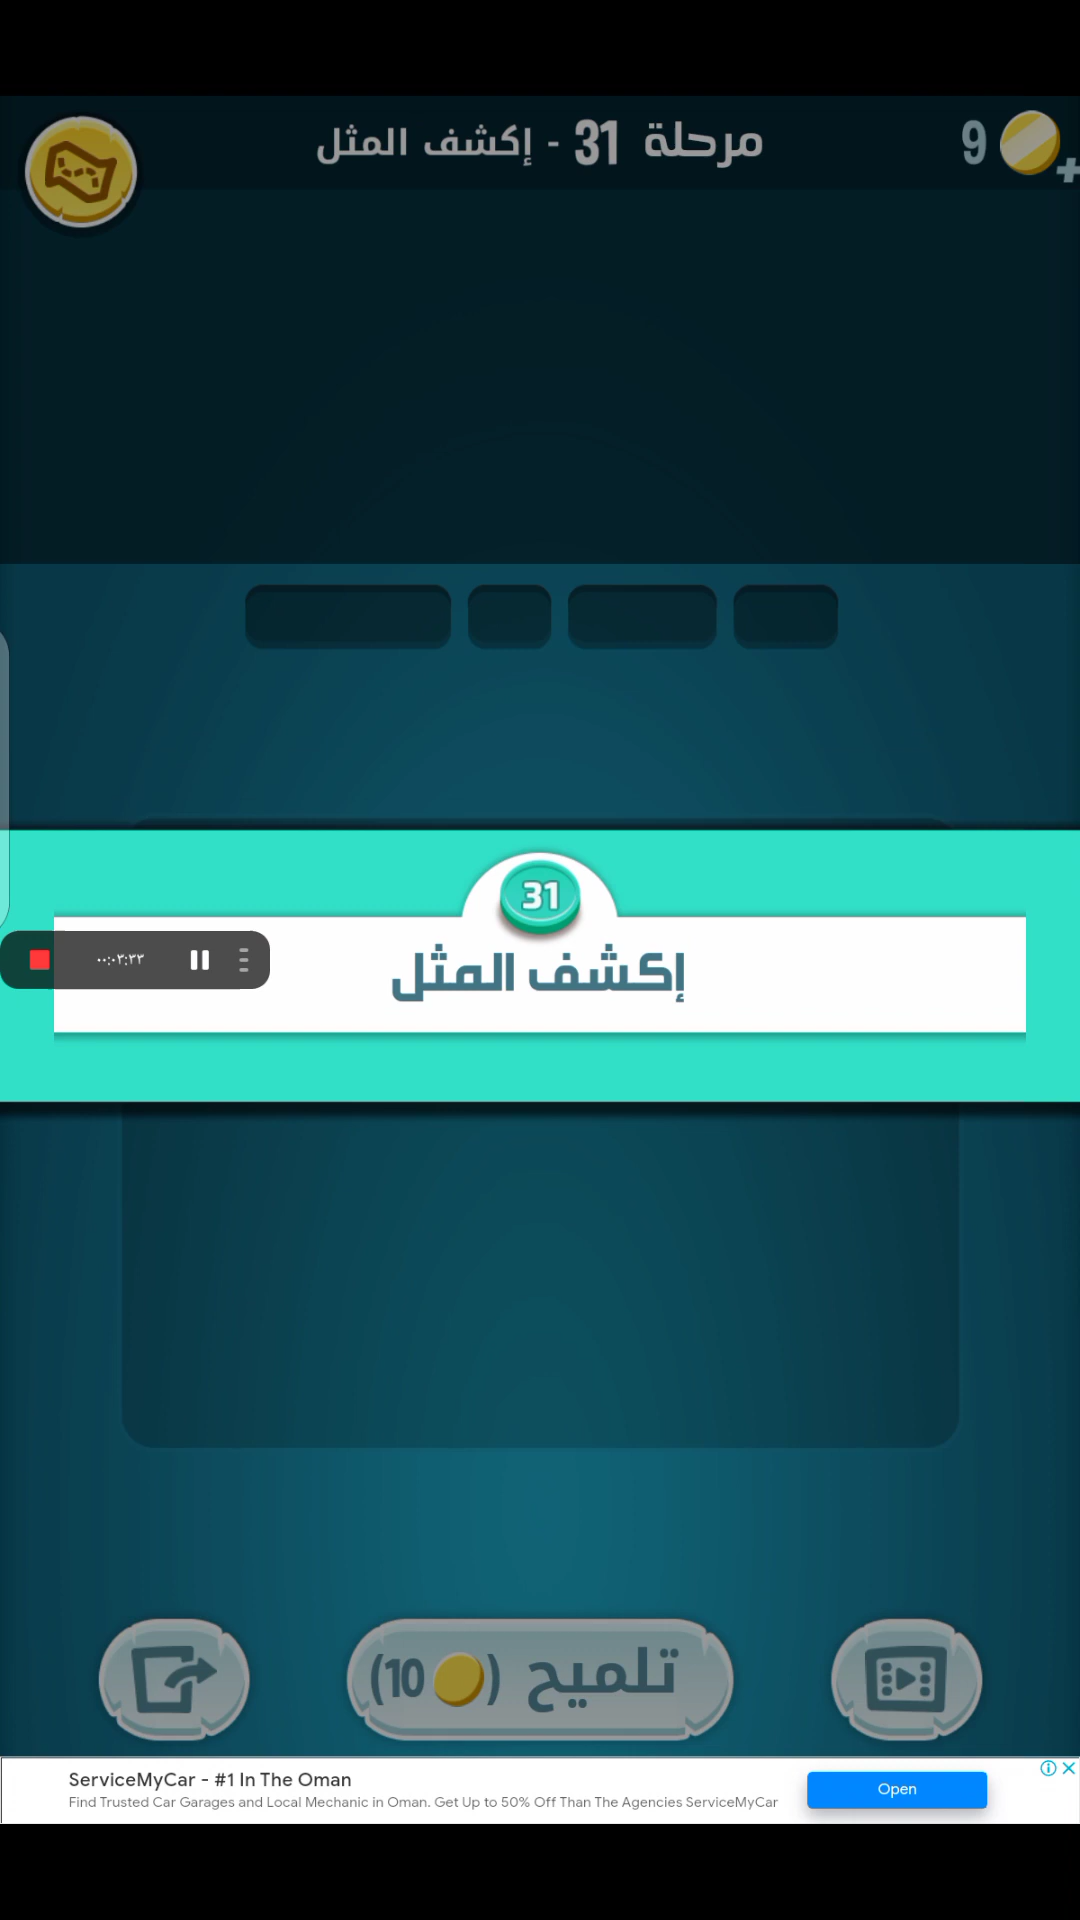 مرحلة 31 - إكشف المثل
9
31
إكشف المثل
٠٠:٠٣:٣٣
تلميح (10)
ServiceMyCar - #1 In The Oman
Find Trusted Car Garages and Local Mechanic in Oman. Get Up to 50% Off Than The Agencies ServiceMyCar
Open